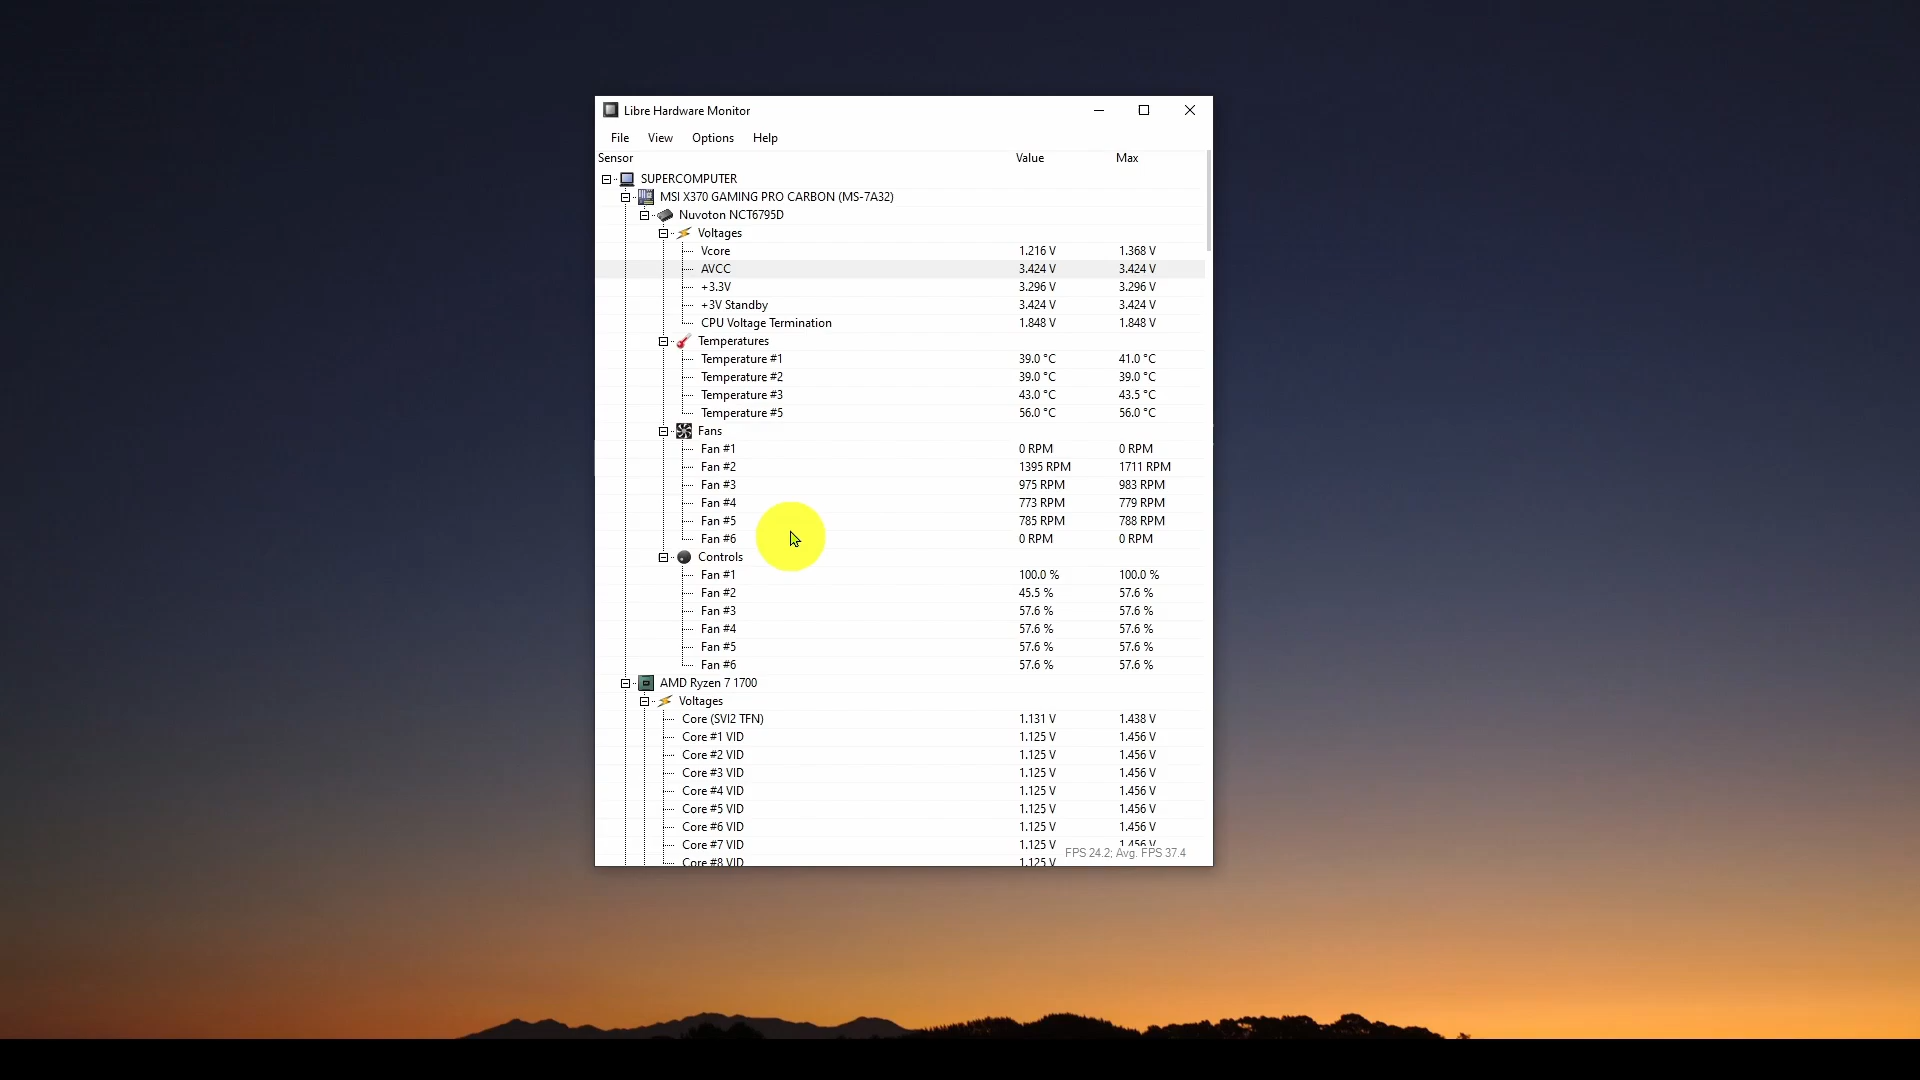 Libre Hardware Monitor
File View Options Help
Sensor Value Max
SUPERCOMPUTER
MSI X370 GAMING PRO CARBON (MS-7A32)
Nuvoton NCT6795D
Voltages
Vcore 1.216 V 1.368 V
AVCC 3.424 V 3.424 V
+3.3V 3.296 V 3.296 V
+3V Standby 3.424 V 3.424 V
CPU Voltage Termination 1.848 V 1.848 V
Temperatures
Temperature #1 39.0 °C 41.0 °C
Temperature #2 39.0 °C 39.0 °C
Temperature #3 43.0 °C 43.5 °C
Temperature #5 56.0 °C 56.0 °C
Fans
Fan #1 0 RPM 0 RPM
Fan #2 1395 RPM 1711 RPM
Fan #3 975 RPM 983 RPM
Fan #4 773 RPM 779 RPM
Fan #5 785 RPM 788 RPM
Fan #6 0 RPM 0 RPM
Controls
Fan #1 100.0 % 100.0 %
Fan #2 45.5 % 57.6 %
Fan #3 57.6 % 57.6 %
Fan #4 57.6 % 57.6 %
Fan #5 57.6 % 57.6 %
Fan #6 57.6 % 57.6 %
AMD Ryzen 7 1700
Voltages
Core (SVI2 TFN) 1.131 V 1.438 V
Core #1 VID 1.125 V 1.456 V
Core #2 VID 1.125 V 1.456 V
Core #3 VID 1.125 V 1.456 V
Core #4 VID 1.125 V 1.456 V
Core #5 VID 1.125 V 1.456 V
Core #6 VID 1.125 V 1.456 V
Core #7 VID 1.125 V 1.456 V
FPS 24.2; Avg. FPS 37.4
Core #8 VID 1.125 V